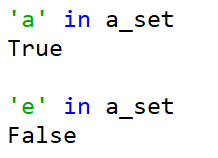 'a' in a_set
True
'e' in a_set
False